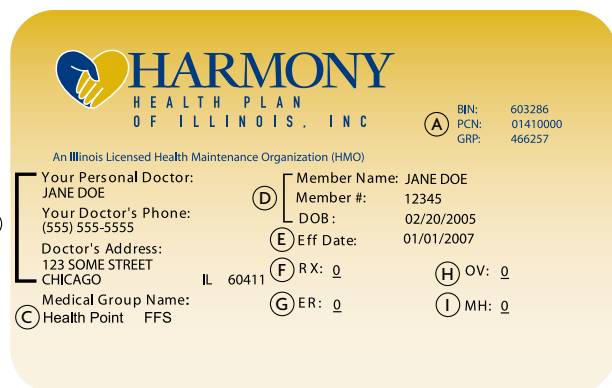 HARMONY
HEALTH PLAN
OF ILLINOIS, INC
A
BIN: 603286
PCN: 01410000
GRP: 466257
An Illinois Licensed Health Maintenance Organization (HMO)
Your Personal Doctor:
JANE DOE
Your Doctor's Phone:
(555) 555-5555
Doctor's Address:
123 SOME STREET
CHICAGO IL 60411
Medical Group Name:
C Health Point FFS
D
Member Name: JANE DOE
Member #: 12345
DOB: 02/20/2005
E Eff Date: 01/01/2007
F RX: 0
H OV: 0
G ER: 0
I MH: 0